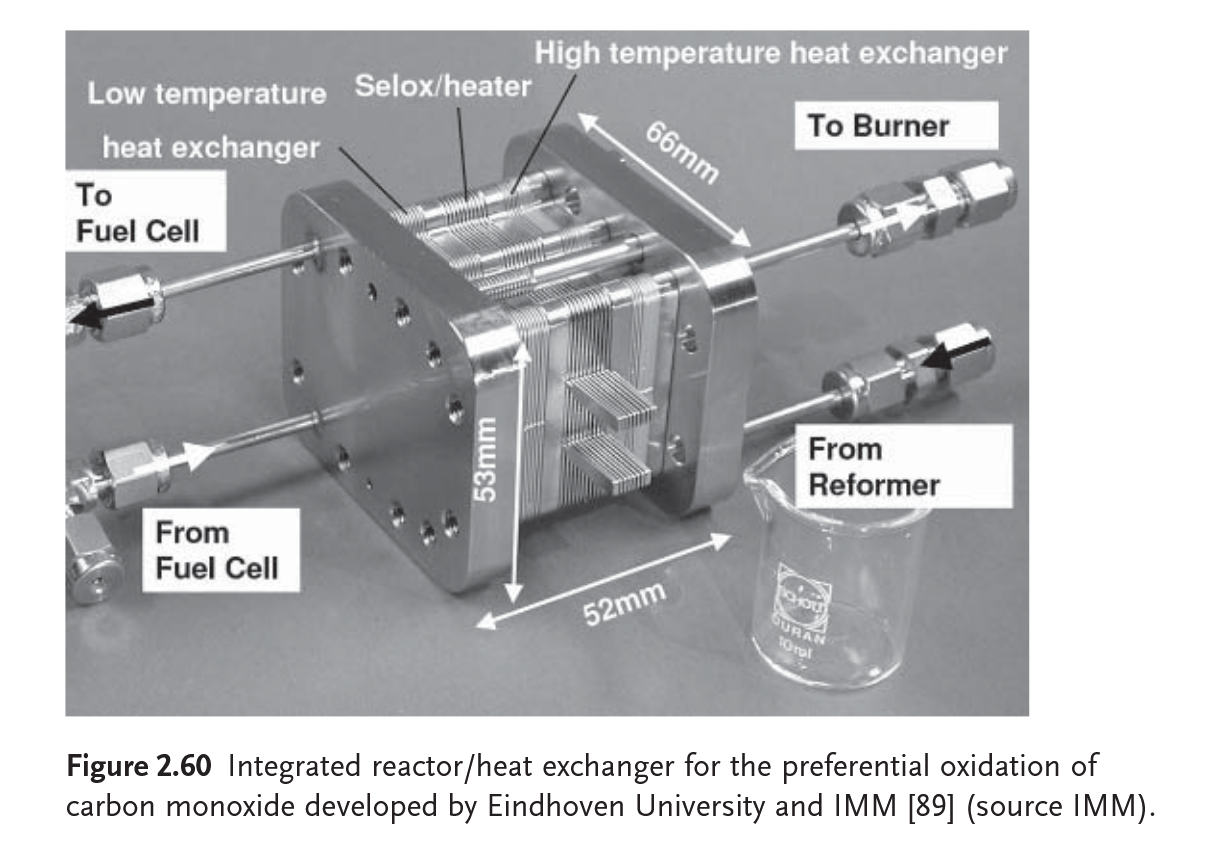 High temperature heat exchanger
Selox/heater
Low temperature
heat exchanger
66mm
To Burner
To
Fuel Cell
53mm
From
Reformer
From
Fuel Cell
52mm
SCHOTT
DURAN
10ml
Figure 2.60 Integrated reactor/heat exchanger for the preferential oxidation of
carbon monoxide developed by Eindhoven University and IMM [89] (source IMM).